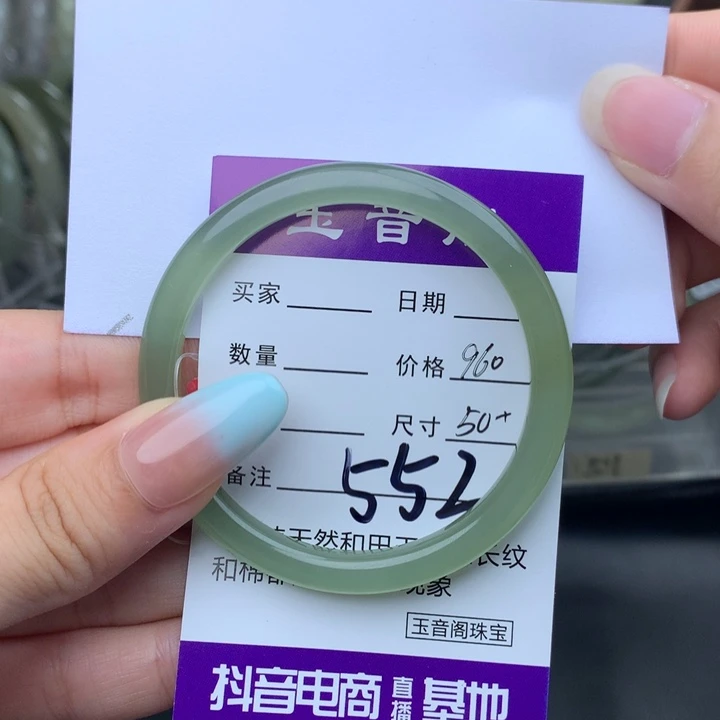 玉音
买家 日期
数量 价格 960
尺寸 50+
备注 552
天然和田 长纹
和棉 现象
玉音阁珠宝
抖音电商 直播 基地